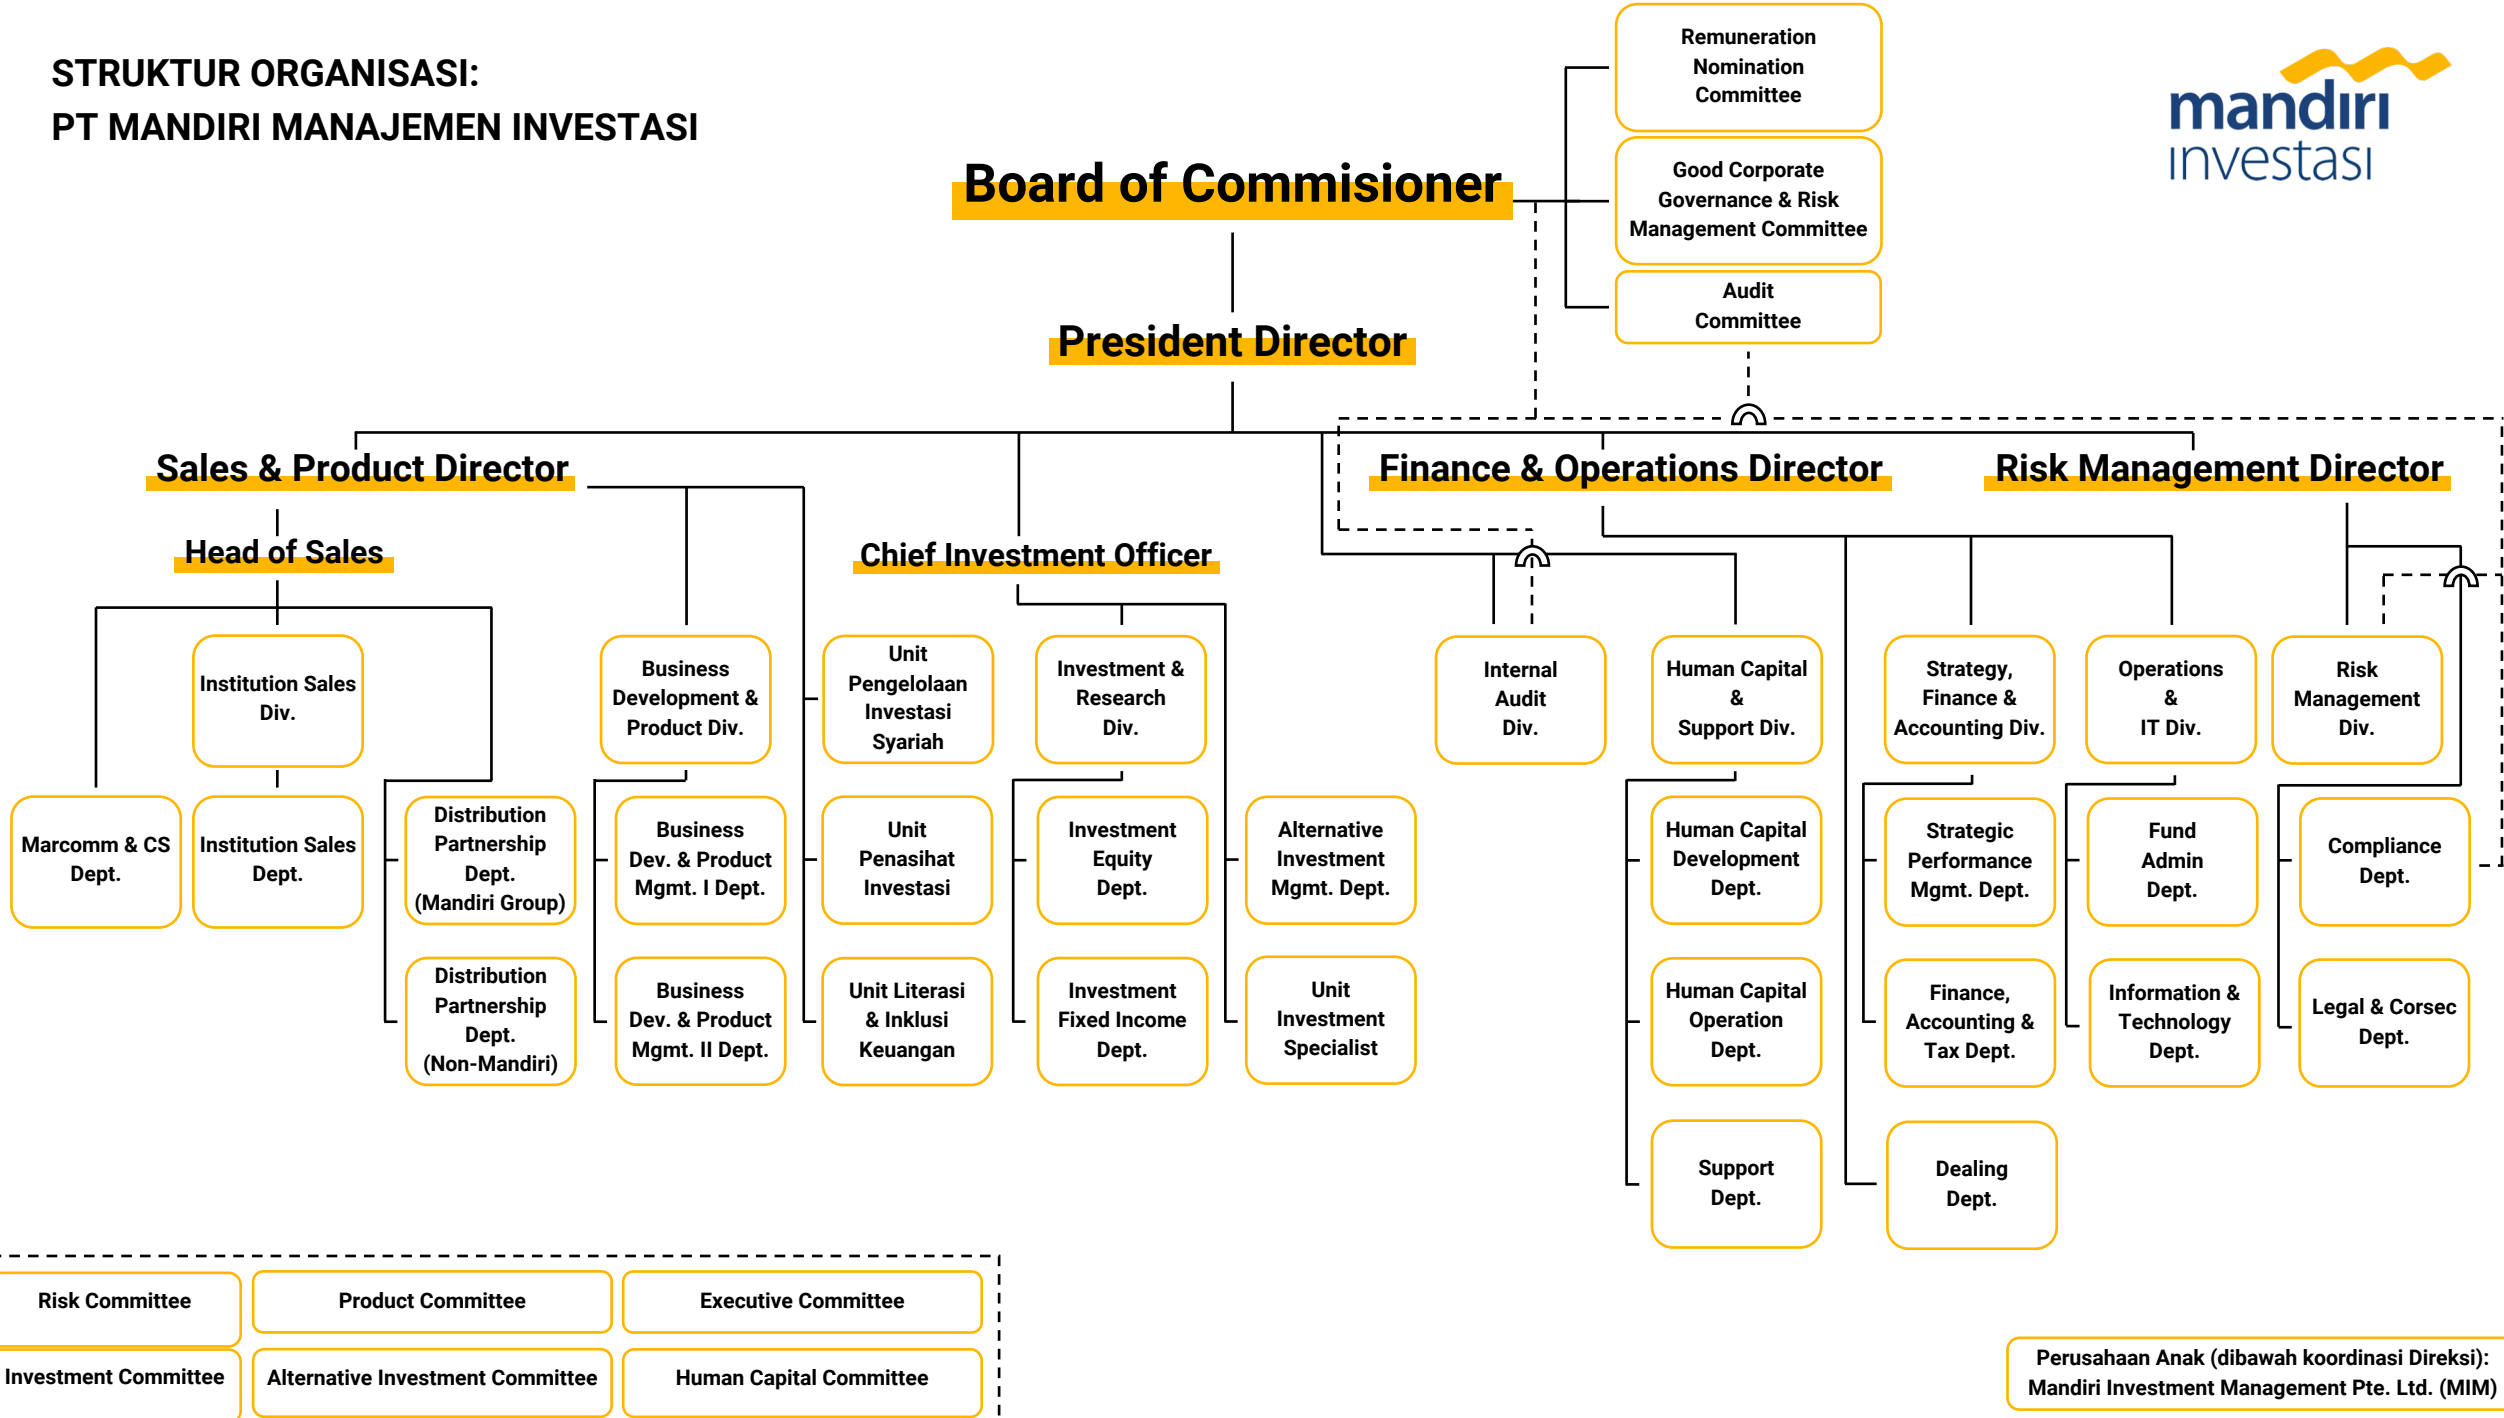 STRUKTUR ORGANISASI:
PT MANDIRI MANAJEMEN INVESTASI
mandırı
ınvestası
Remuneration
Nomination
Committee
Board of Commisioner
Good Corporate
Governance & Risk
Management Committee
Audit
Committee
President Director
Sales & Product Director
Finance & Operations Director
Risk Management Director
Head of Sales
Chief Investment Officer
Institution Sales
Div.
Business
Development &
Product Div.
Unit
Pengelolaan
Investasi
Syariah
Investment &
Research
Div.
Internal
Audit
Div.
Human Capital
&
Support Div.
Strategy,
Finance &
Accounting Div.
Operations
&
IT Div.
Risk
Management
Div.
Marcomm & CS
Dept.
Institution Sales
Dept.
Distribution
Partnership
Dept.
(Mandiri Group)
Business
Dev. & Product
Mgmt. I Dept.
Unit
Penasihat
Investasi
Investment
Equity
Dept.
Alternative
Investment
Mgmt. Dept.
Human Capital
Development
Dept.
Strategic
Performance
Mgmt. Dept.
Fund
Admin
Dept.
Compliance
Dept.
Distribution
Partnership
Dept.
(Non-Mandiri)
Business
Dev. & Product
Mgmt. II Dept.
Unit Literasi
& Inklusi
Keuangan
Investment
Fixed Income
Dept.
Unit
Investment
Specialist
Human Capital
Operation
Dept.
Finance,
Accounting &
Tax Dept.
Information &
Technology
Dept.
Legal & Corsec
Dept.
Support
Dept.
Dealing
Dept.
Risk Committee
Product Committee
Executive Committee
Investment Committee
Alternative Investment Committee
Human Capital Committee
Perusahaan Anak (dibawah koordinasi Direksi):
Mandiri Investment Management Pte. Ltd. (MIM)